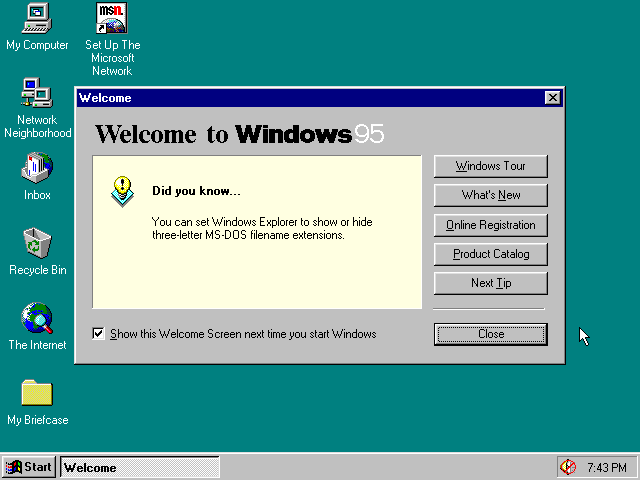 My Computer
msn.
Set Up The
Microsoft
Network
Network
Neighborhood
Inbox
Recycle Bin
The Internet
My Briefcase
Welcome
Welcome to Windows95
Did you know...
You can set Windows Explorer to show or hide
three-letter MS-DOS filename extensions.
Windows Tour
What's New
Online Registration
Product Catalog
Next Tip
Show this Welcome Screen next time you start Windows
Close
Start
Welcome
7:43 PM